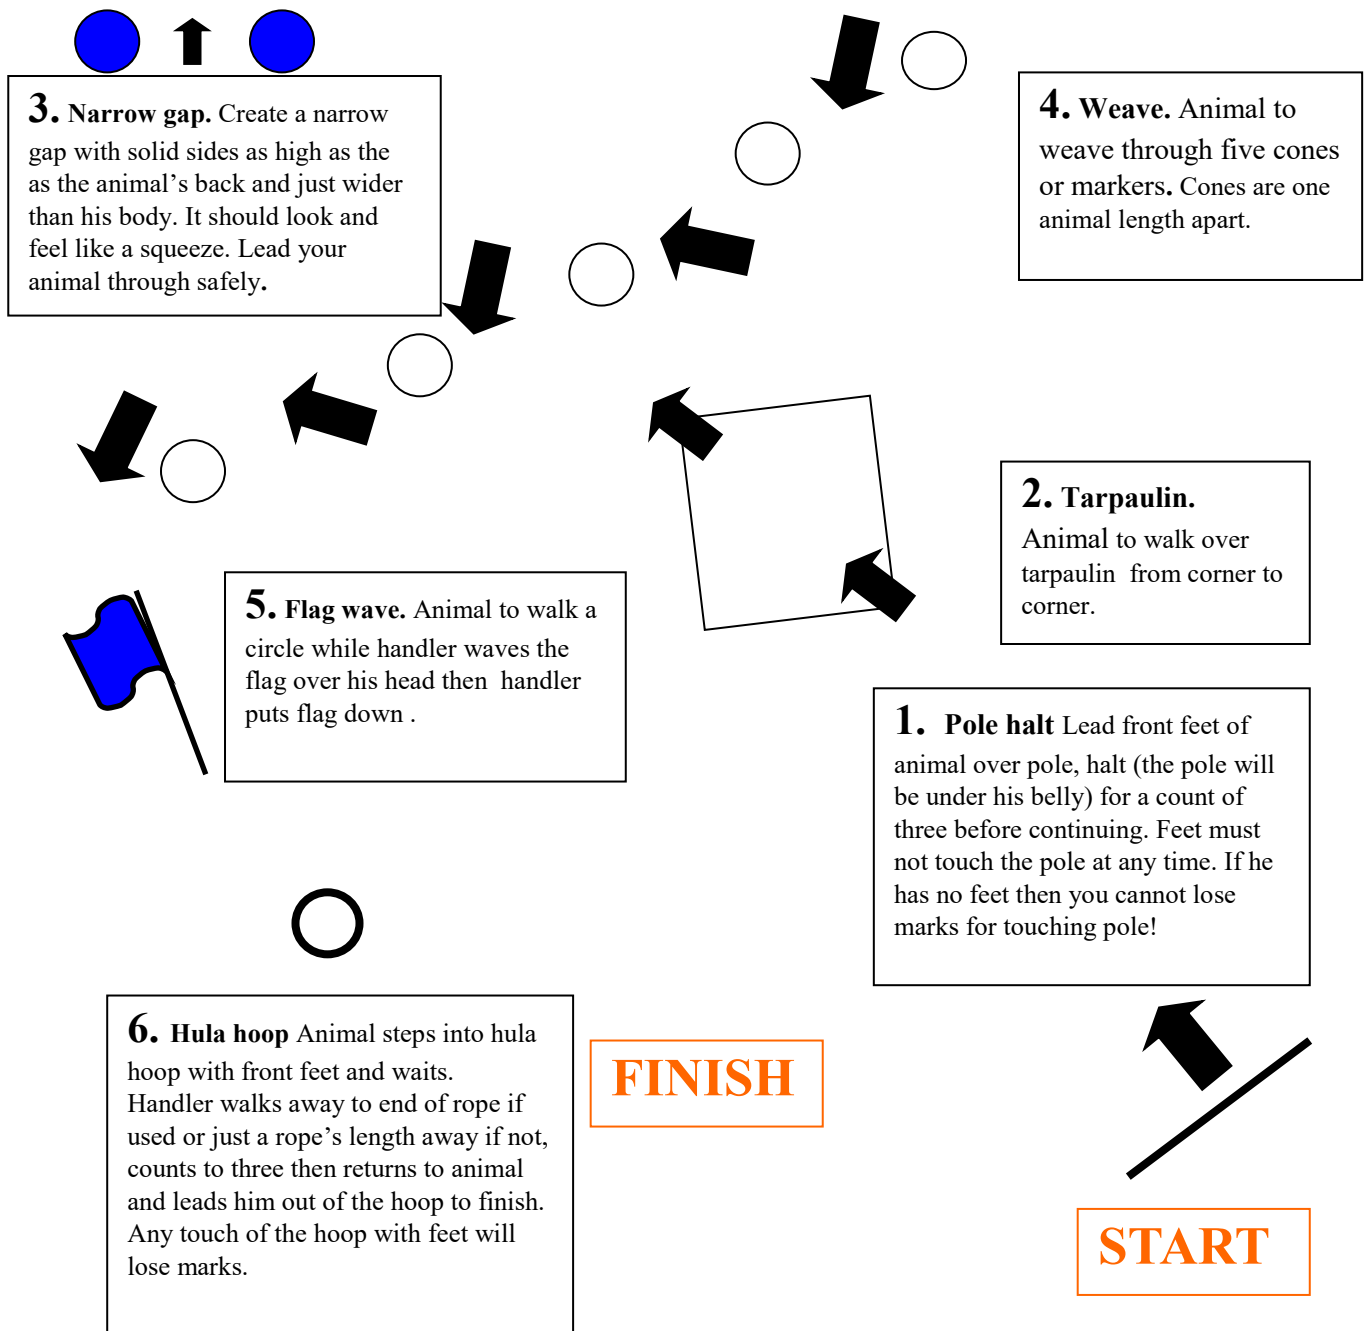 3. Narrow gap. Create a narrow
gap with solid sides as high as the
as the animal’s back and just wider
than his body. It should look and
feel like a squeeze. Lead your
animal through safely.
4. Weave. Animal to
weave through five cones
or markers. Cones are one
animal length apart.
2. Tarpaulin.
Animal to walk over
tarpaulin from corner to
corner.
5. Flag wave. Animal to walk a
circle while handler waves the
flag over his head then handler
puts flag down .
1. Pole halt Lead front feet of
animal over pole, halt (the pole will
be under his belly) for a count of
three before continuing. Feet must
not touch the pole at any time. If he
has no feet then you cannot lose
marks for touching pole!
6. Hula hoop Animal steps into hula
hoop with front feet and waits.
Handler walks away to end of rope if
used or just a rope’s length away if not,
counts to three then returns to animal
and leads him out of the hoop to finish.
Any touch of the hoop with feet will
lose marks.
FINISH
START